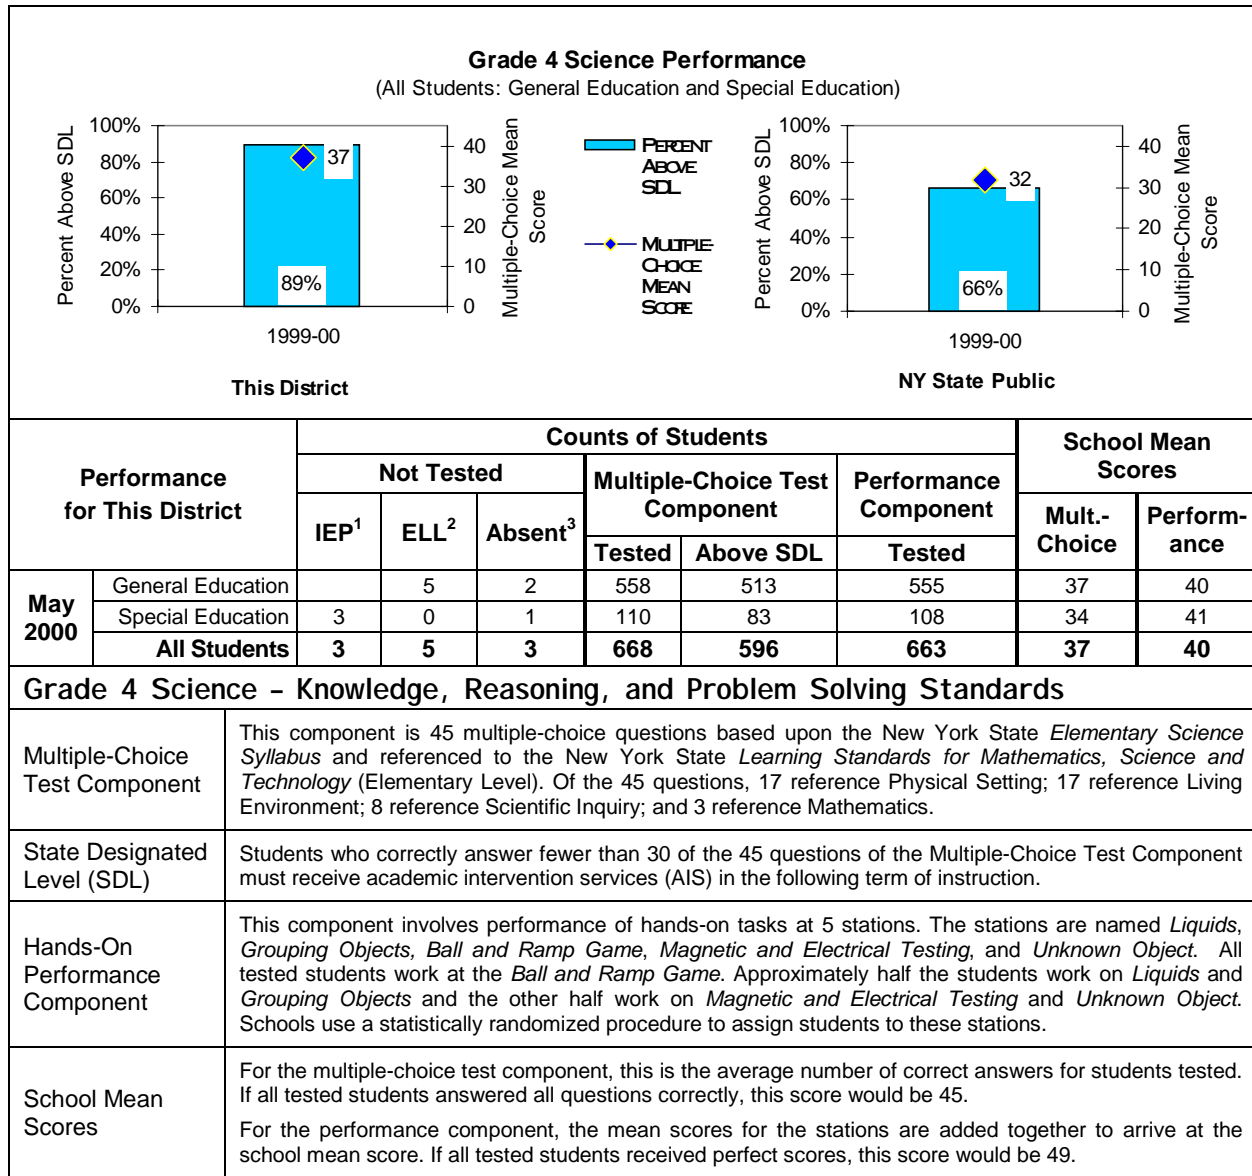 Grade 4 Science Performance
(All Students: General Education and Special Education)
Percent Above SDL
100%
80%
60%
40%
20%
0%
37
89%
40
30
20
10
0
Multiple-Choice Mean
Score
1999-00
This District
PERCENT
ABOVE
SDL
MULTIPLE-
CHOICE
MEAN
SCORE
Percent Above SDL
100%
80%
60%
40%
20%
0%
32
66%
40
30
20
10
0
Multiple-Choice Mean
Score
1999-00
NY State Public
Performance
for This District
Counts of Students
School Mean
Scores
Not Tested
Multiple-Choice Test
Component
Performance
Component
IEP1 ELL2 Absent3
Tested Above SDL Tested
Mult.-
Choice
Perform-
ance
May
2000
General Education 5 2 558 513 555 37 40
Special Education 3 0 1 110 83 108 34 41
All Students 3 5 3 668 596 663 37 40
Grade 4 Science – Knowledge, Reasoning, and Problem Solving Standards
Multiple-Choice
Test Component
This component is 45 multiple-choice questions based upon the New York State Elementary Science
Syllabus and referenced to the New York State Learning Standards for Mathematics, Science and
Technology (Elementary Level). Of the 45 questions, 17 reference Physical Setting; 17 reference Living
Environment; 8 reference Scientific Inquiry; and 3 reference Mathematics.
State Designated
Level (SDL)
Students who correctly answer fewer than 30 of the 45 questions of the Multiple-Choice Test Component
must receive academic intervention services (AIS) in the following term of instruction.
Hands-On
Performance
Component
This component involves performance of hands-on tasks at 5 stations. The stations are named Liquids,
Grouping Objects, Ball and Ramp Game, Magnetic and Electrical Testing, and Unknown Object. All
tested students work at the Ball and Ramp Game. Approximately half the students work on Liquids and
Grouping Objects and the other half work on Magnetic and Electrical Testing and Unknown Object.
Schools use a statistically randomized procedure to assign students to these stations.
School Mean
Scores
For the multiple-choice test component, this is the average number of correct answers for students tested.
If all tested students answered all questions correctly, this score would be 45.
For the performance component, the mean scores for the stations are added together to arrive at the
school mean score. If all tested students received perfect scores, this score would be 49.